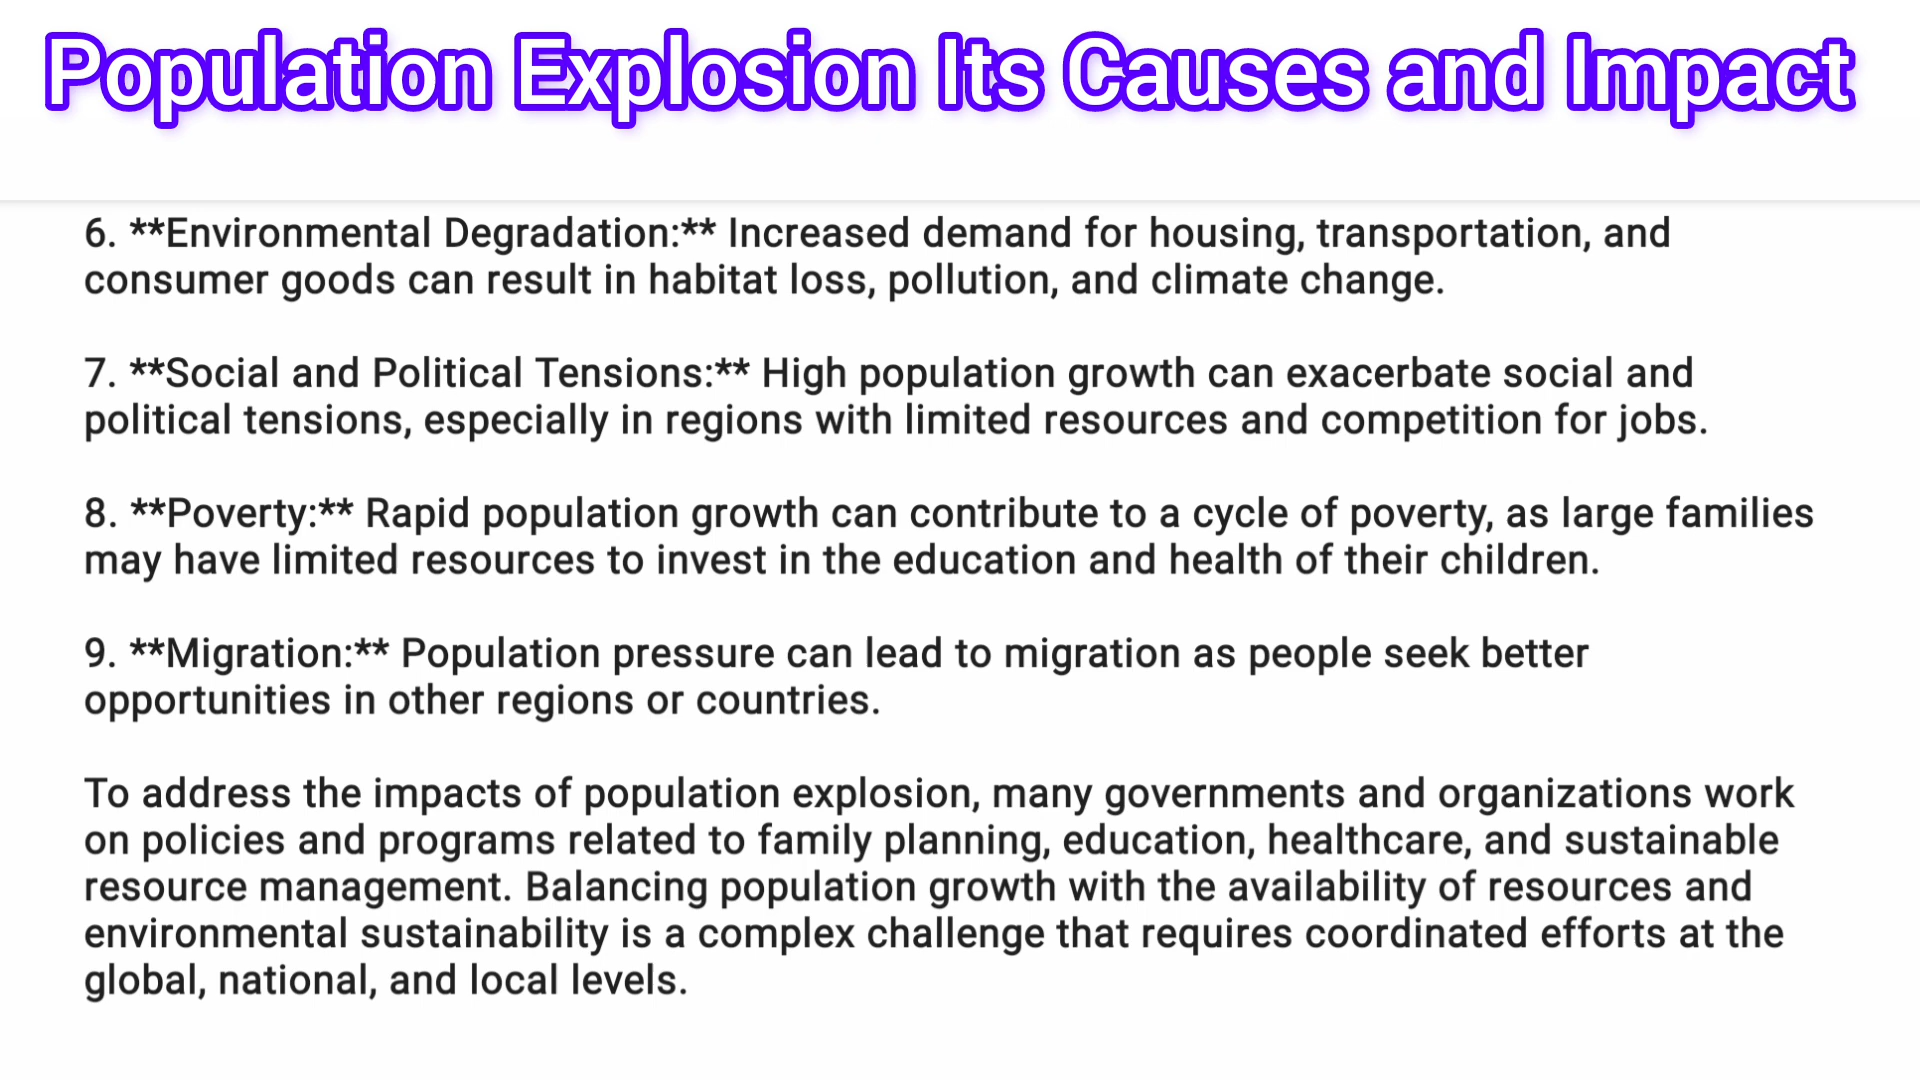 Population Explosion Its Causes and Impact
6. **Environmental Degradation:** Increased demand for housing, transportation, and
consumer goods can result in habitat loss, pollution, and climate change.
7. **Social and Political Tensions:** High population growth can exacerbate social and
political tensions, especially in regions with limited resources and competition for jobs.
8. **Poverty:** Rapid population growth can contribute to a cycle of poverty, as large families
may have limited resources to invest in the education and health of their children.
9. **Migration:** Population pressure can lead to migration as people seek better
opportunities in other regions or countries.
To address the impacts of population explosion, many governments and organizations work
on policies and programs related to family planning, education, healthcare, and sustainable
resource management. Balancing population growth with the availability of resources and
environmental sustainability is a complex challenge that requires coordinated efforts at the
global, national, and local levels.